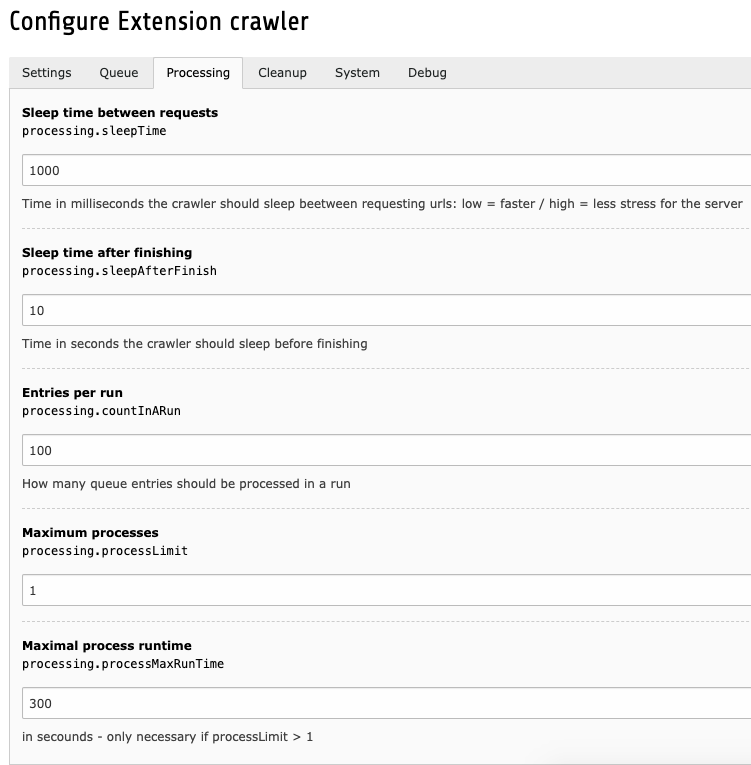 Configure Extension crawler
Settings Queue Processing Cleanup System Debug
Sleep time between requests
processing.sleepTime
1000
Time in milliseconds the crawler should sleep beetween requesting urls: low = faster / high = less stress for the server
Sleep time after finishing
processing.sleepAfterFinish
10
Time in seconds the crawler should sleep before finishing
Entries per run
processing.countInARun
100
How many queue entries should be processed in a run
Maximum processes
processing.processLimit
1
Maximal process runtime
processing.processMaxRunTime
300
in secounds - only necessary if processLimit > 1